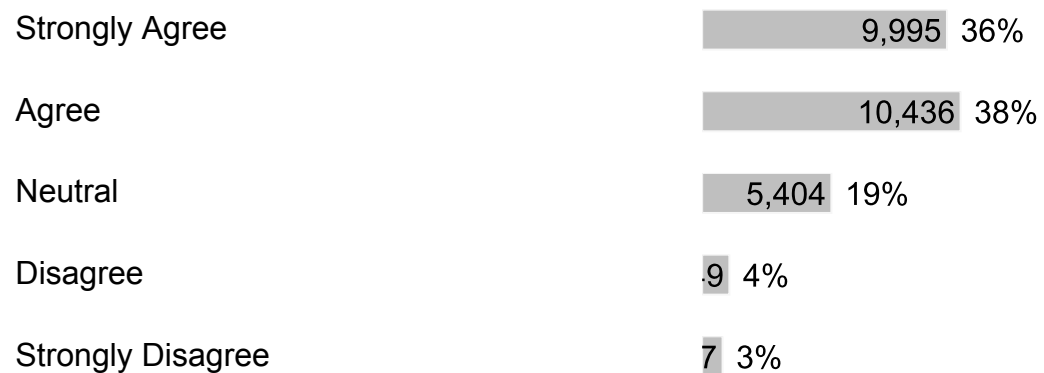 Strongly Agree 9,995 36%
Agree 10,436 38%
Neutral 5,404 19%
Disagree 9 4%
Strongly Disagree 7 3%